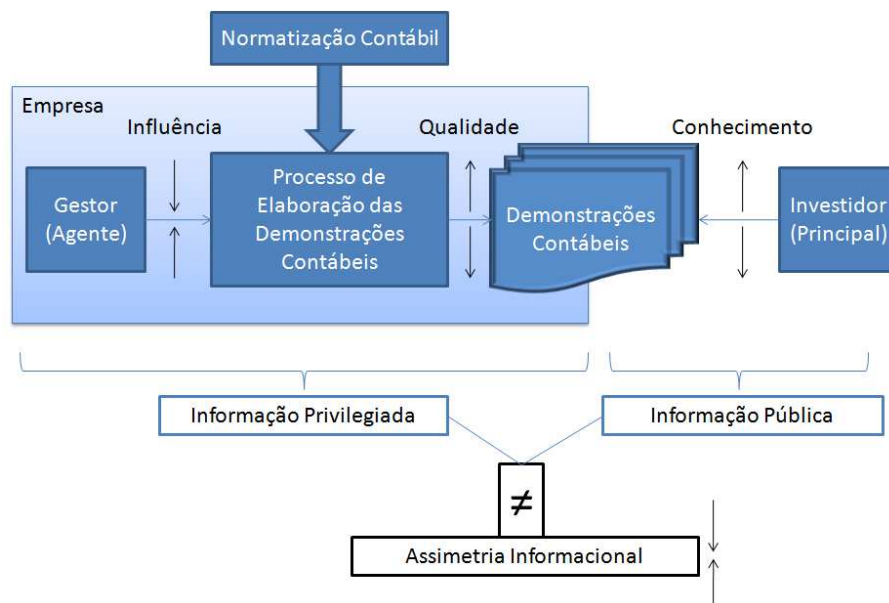 Normatização Contábil
Empresa
Influência
Qualidade
Conhecimento
Gestor
(Agente)
Processo de
Elaboração das
Demonstrações
Contábeis
Demonstrações
Contábeis
Investidor
(Principal)
Informação Privilegiada
Informação Pública
≠
Assimetria Informacional